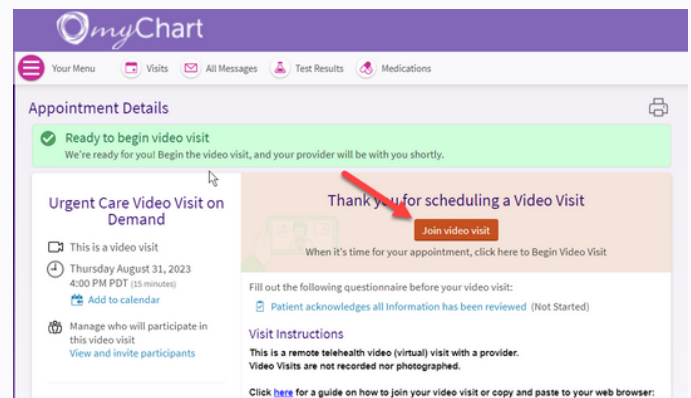 myChart
Your Menu Visits All Messages Test Results Medications
Appointment Details
Ready to begin video visit
We're ready for you! Begin the video visit, and your provider will be with you shortly.
Urgent Care Video Visit on
Demand
This is a video visit
Thursday August 31, 2023
4:00 PM PDT (15 minutes)
Add to calendar
Manage who will participate in
this video visit
View and invite participants
Thank you for scheduling a Video Visit
Join video visit
When it's time for your appointment, click here to Begin Video Visit
Fill out the following questionnaire before your video visit:
Patient acknowledges all Information has been reviewed (Not Started)
Visit Instructions
This is a remote telehealth video (virtual) visit with a provider.
Video Visits are not recorded nor photographed.
Click here for a guide on how to join your video visit or copy and paste to your web browser: